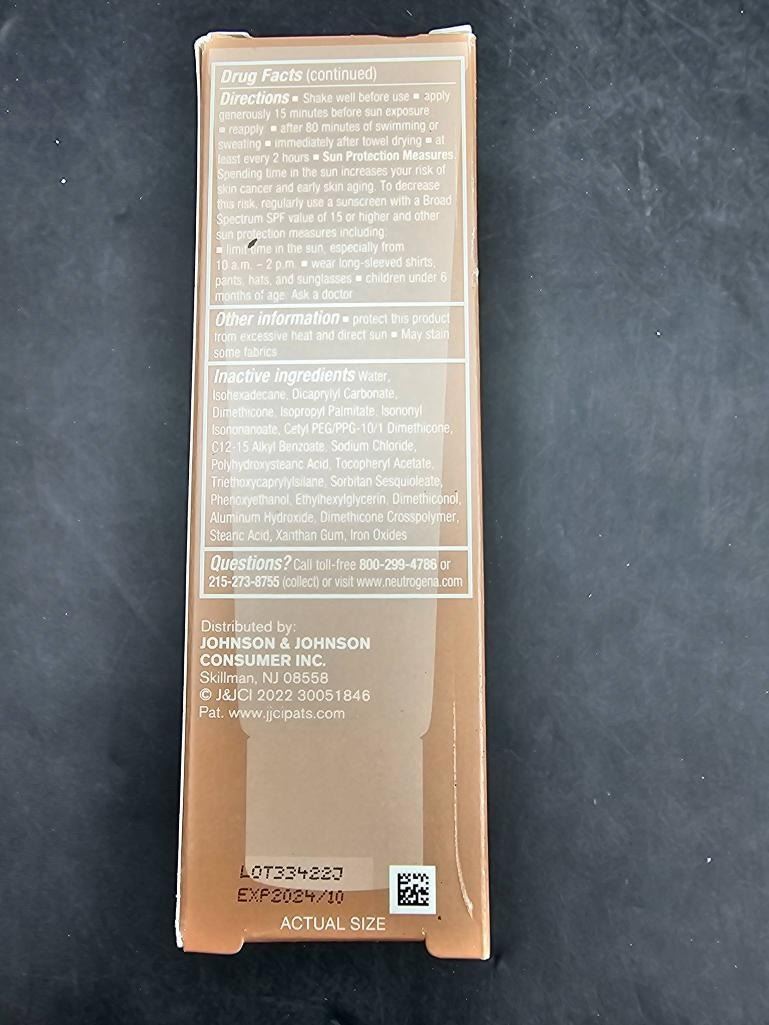 Drug Facts (continued)
Directions ▪ Shake well before use ▪ apply
generously 15 minutes before sun exposure
▪ reapply ▪ after 80 minutes of swimming or
sweating ▪ immediately after towel drying ▪ at
least every 2 hours ▪ Sun Protection Measures.
Spending time in the sun increases your risk of
skin cancer and early skin aging. To decrease
this risk, regularly use a sunscreen with a Broad
Spectrum SPF value of 15 or higher and other
sun protection measures including:
▪ limit time in the sun, especially from
10 a.m. – 2 p.m. ▪ wear long-sleeved shirts,
pants, hats, and sunglasses ▪ children under 6
months of age: Ask a doctor
Other information ▪ protect this product
from excessive heat and direct sun ▪ May stain
some fabrics
Inactive ingredients Water,
Isohexadecane, Dicaprylyl Carbonate,
Dimethicone, Isopropyl Palmitate, Isononyl
Isononanoate, Cetyl PEG/PPG-10/1 Dimethicone,
C12-15 Alkyl Benzoate, Sodium Chloride,
Polyhydroxystearic Acid, Tocopheryl Acetate,
Triethoxycaprylylsilane, Sorbitan Sesquioleate,
Phenoxyethanol, Ethylhexylglycerin, Dimethiconol,
Aluminum Hydroxide, Dimethicone Crosspolymer,
Stearic Acid, Xanthan Gum, Iron Oxides
Questions? Call toll-free 800-299-4786 or
215-273-8755 (collect) or visit www.neutrogena.com
Distributed by:
JOHNSON & JOHNSON
CONSUMER INC.
Skillman, NJ 08558
© J&JCI 2022 30051846
Pat. www.jjcipats.com
LOT33422J
EXP2024/10
ACTUAL SIZE